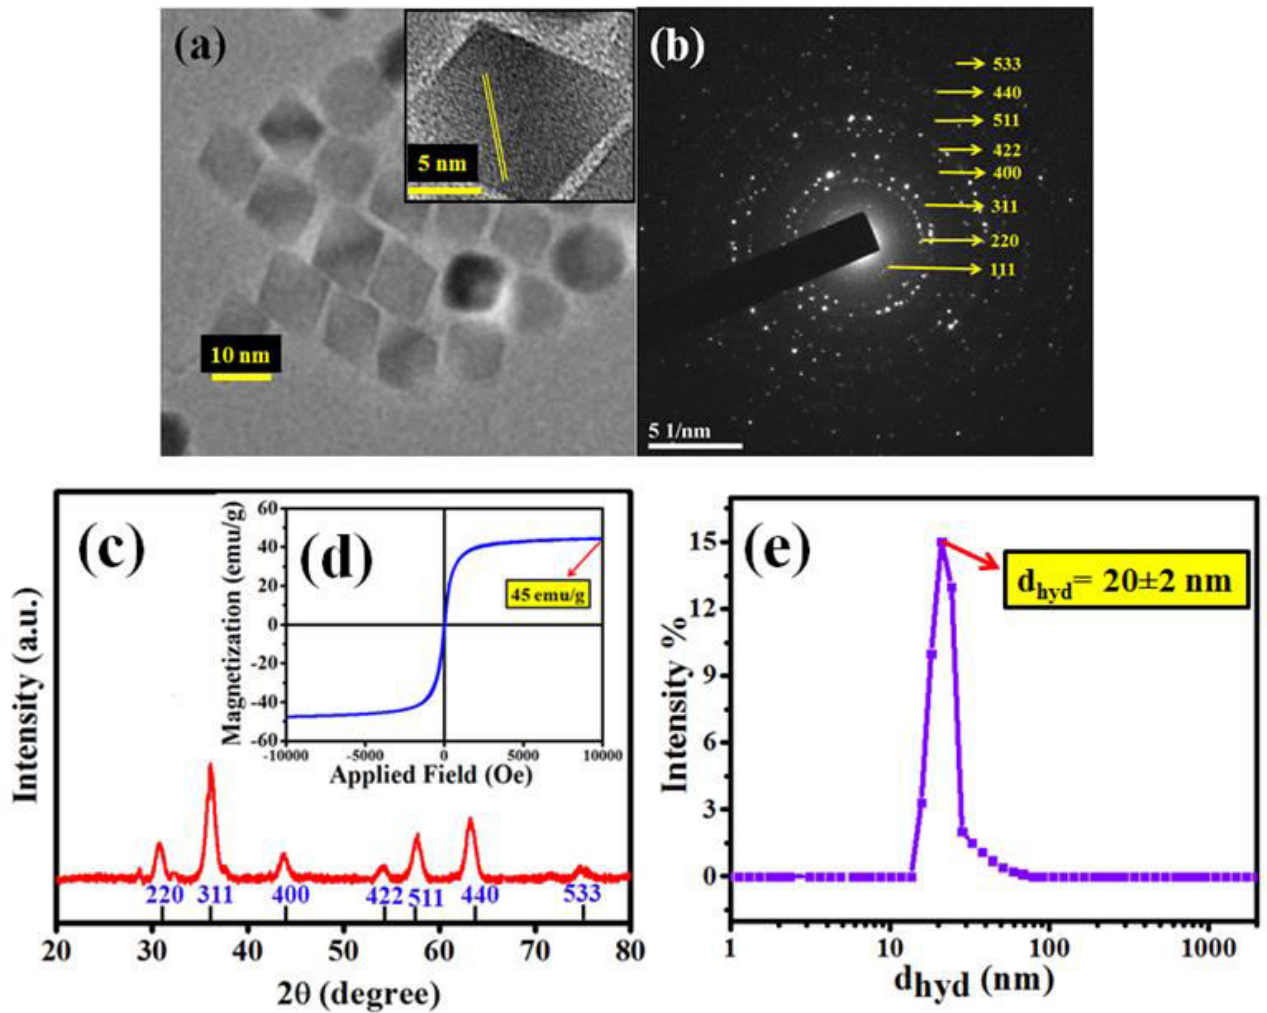 (a)
5 nm
10 nm
(b)
533
440
511
422
400
311
220
111
5 1/nm
(c)
Intensity (a.u.)
220 311 400 422 511 440 533
20 30 40 50 60 70 80
2θ (degree)
(d)
Magnetization (emu/g)
60
40
20
0
-20
-40
-60
45 emu/g
-10000 -5000 0 5000 10000
Applied Field (Oe)
(e)
Intensity %
15
12
9
6
3
0
dhyd= 20±2 nm
1 10 100 1000
dhyd (nm)